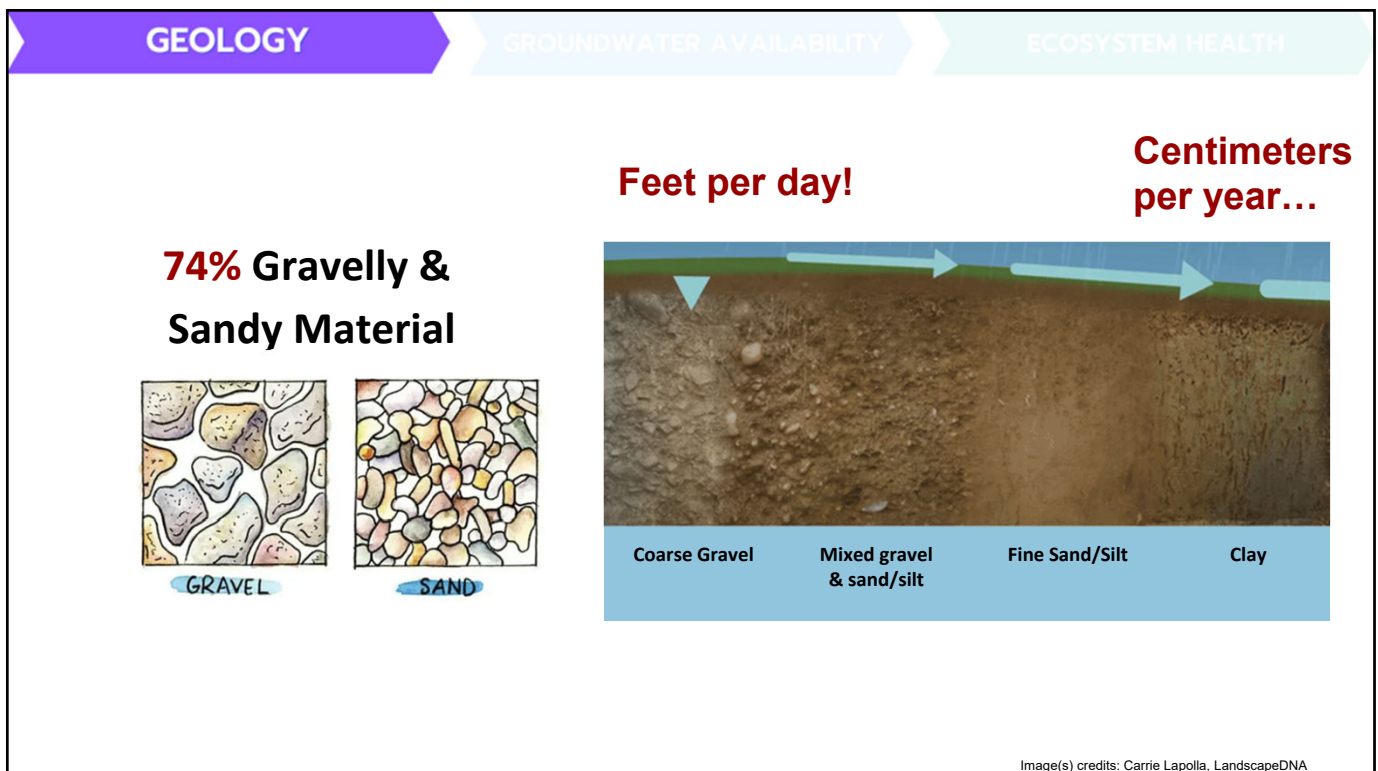 GEOLOGY
GROUNDWATER AVAILABILITY
ECOSYSTEM HEALTH
Feet per day!
Centimeters
per year…
74% Gravelly &
Sandy Material
GRAVEL
SAND
Coarse Gravel
Mixed gravel
& sand/silt
Fine Sand/Silt
Clay
Image(s) credits: Carrie Lapolla, LandscapeDNA